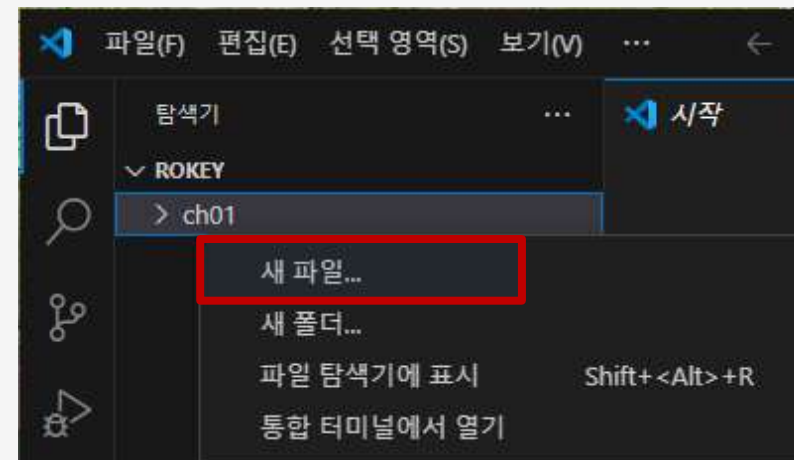 파일(F) 편집(E) 선택 영역(S) 보기(V) ··· ←
탐색기 ···
시작
ROKEY
ch01
새 파일...
새 폴더...
파일 탐색기에 표시 Shift+<Alt>+R
통합 터미널에서 열기